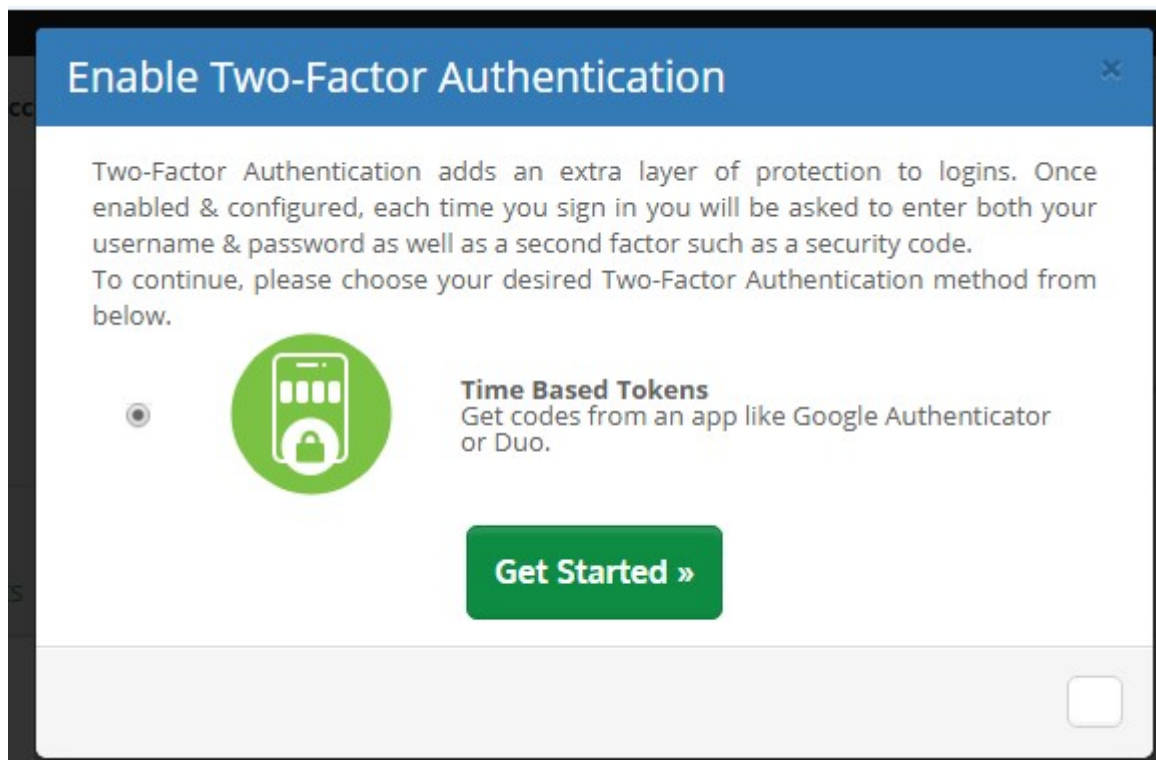 Enable Two-Factor Authentication
×
Two-Factor Authentication adds an extra layer of protection to logins. Once
enabled & configured, each time you sign in you will be asked to enter both your
username & password as well as a second factor such as a security code.
To continue, please choose your desired Two-Factor Authentication method from
below.
Time Based Tokens
Get codes from an app like Google Authenticator
or Duo.
Get Started »